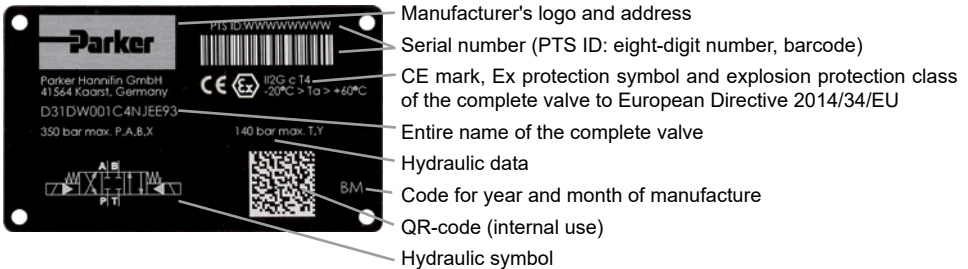 Parker
PTS ID:WWWWWWWW
Parker Hannifin GmbH
41564 Kaarst, Germany
CE Ex II2G c T4
-20°C > Ta > +60°C
D31DW001C4NJEE93
350 bar max. P,A,B,X
140 bar max. T,Y
A B
P T
BM
Manufacturer's logo and address
Serial number (PTS ID: eight-digit number, barcode)
CE mark, Ex protection symbol and explosion protection class
of the complete valve to European Directive 2014/34/EU
Entire name of the complete valve
Hydraulic data
Code for year and month of manufacture
QR-code (internal use)
Hydraulic symbol